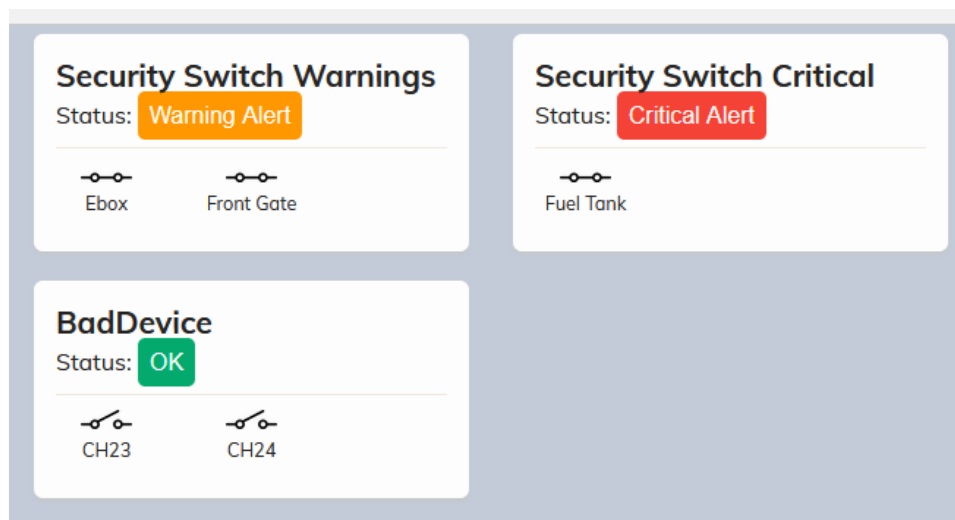 Security Switch Warnings
Status: Warning Alert
Ebox
Front Gate
Security Switch Critical
Status: Critical Alert
Fuel Tank
BadDevice
Status: OK
CH23
CH24